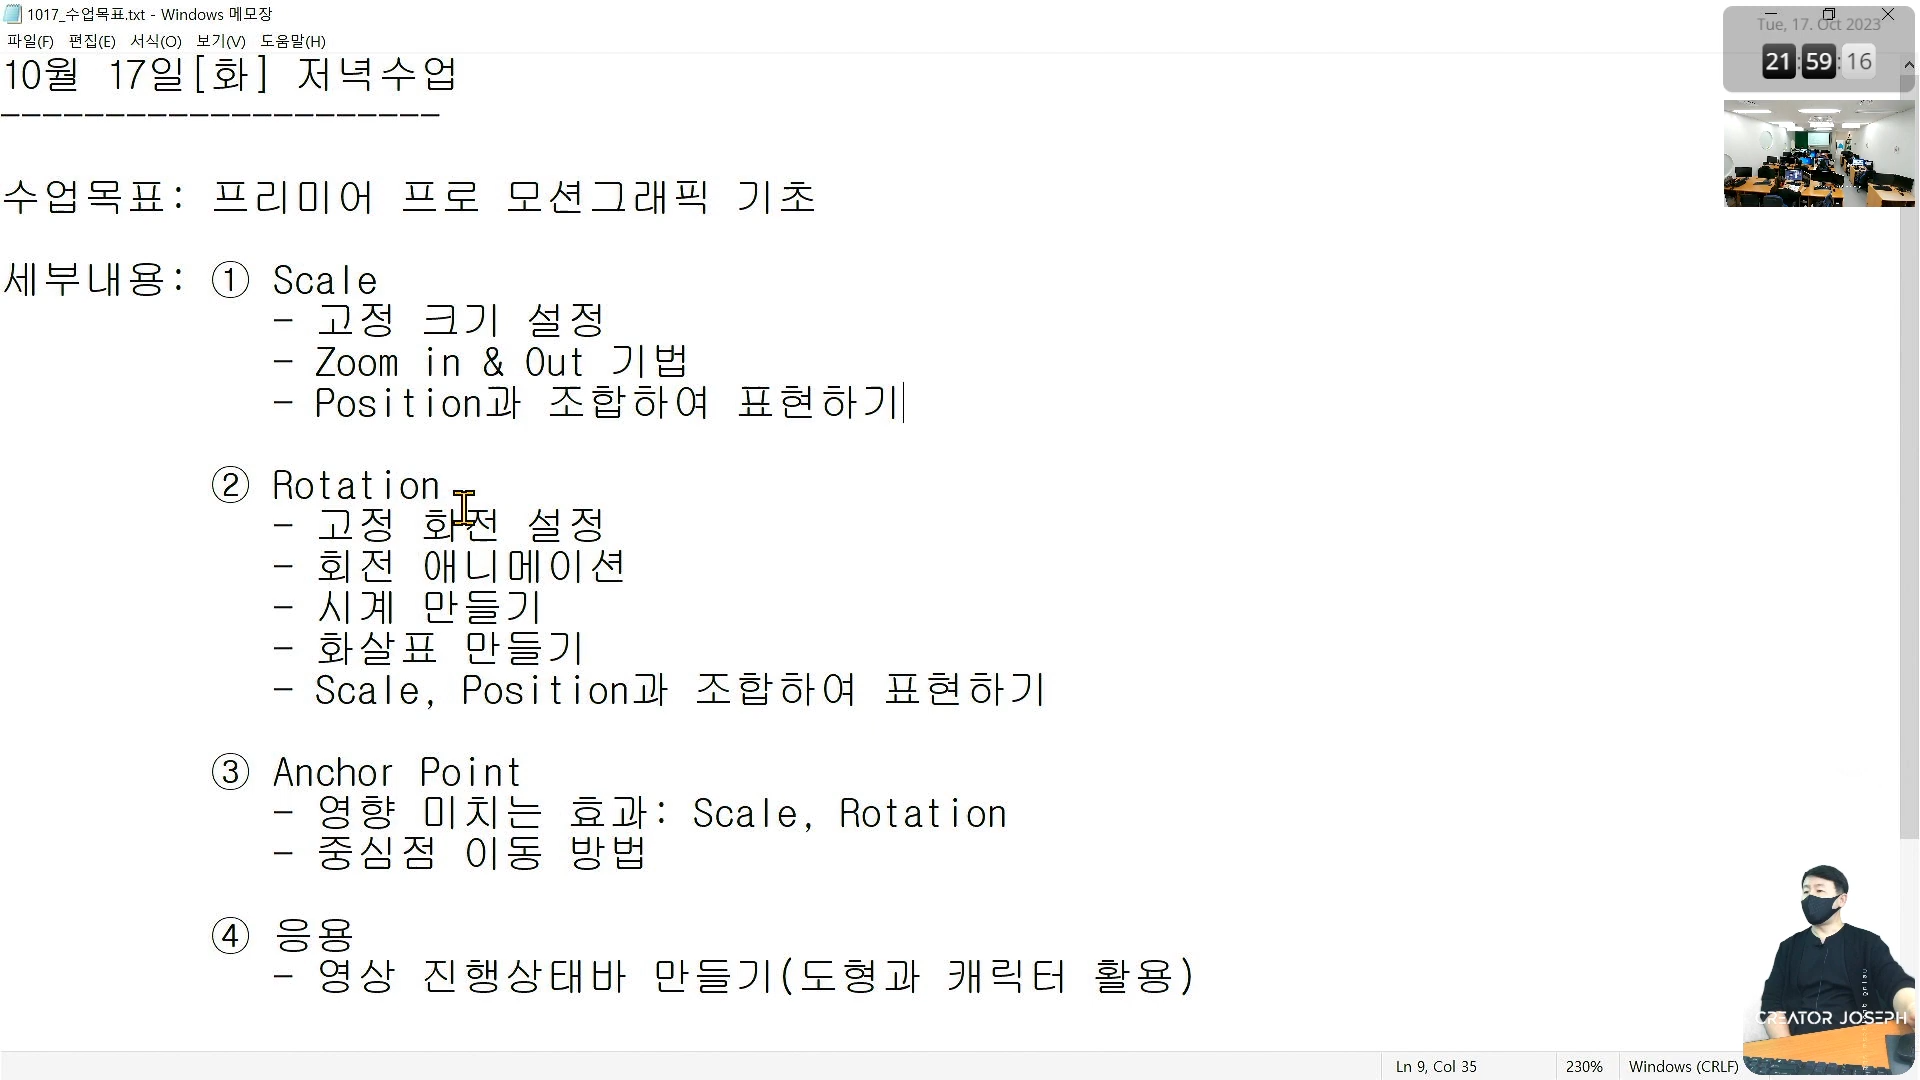 1017_수업목표.txt - Windows 메모장
파일(F) 편집(E) 서식(O) 보기(V) 도움말(H)
Tue, 17. Oct 2023
21:59:16
10월 17일[화] 저녁수업
---------------------
수업목표: 프리미어 프로 모션그래픽 기초
세부내용: ① Scale
- 고정 크기 설정
- Zoom in & Out 기법
- Position과 조합하여 표현하기
② Rotation
- 고정 회전 설정
- 회전 애니메이션
- 시계 만들기
- 화살표 만들기
- Scale, Position과 조합하여 표현하기
③ Anchor Point
- 영향 미치는 효과: Scale, Rotation
- 중심점 이동 방법
④ 응용
- 영상 진행상태바 만들기(도형과 캐릭터 활용)
CREATOR JOSEPH
Ln 9, Col 35 230% Windows (CRLF)